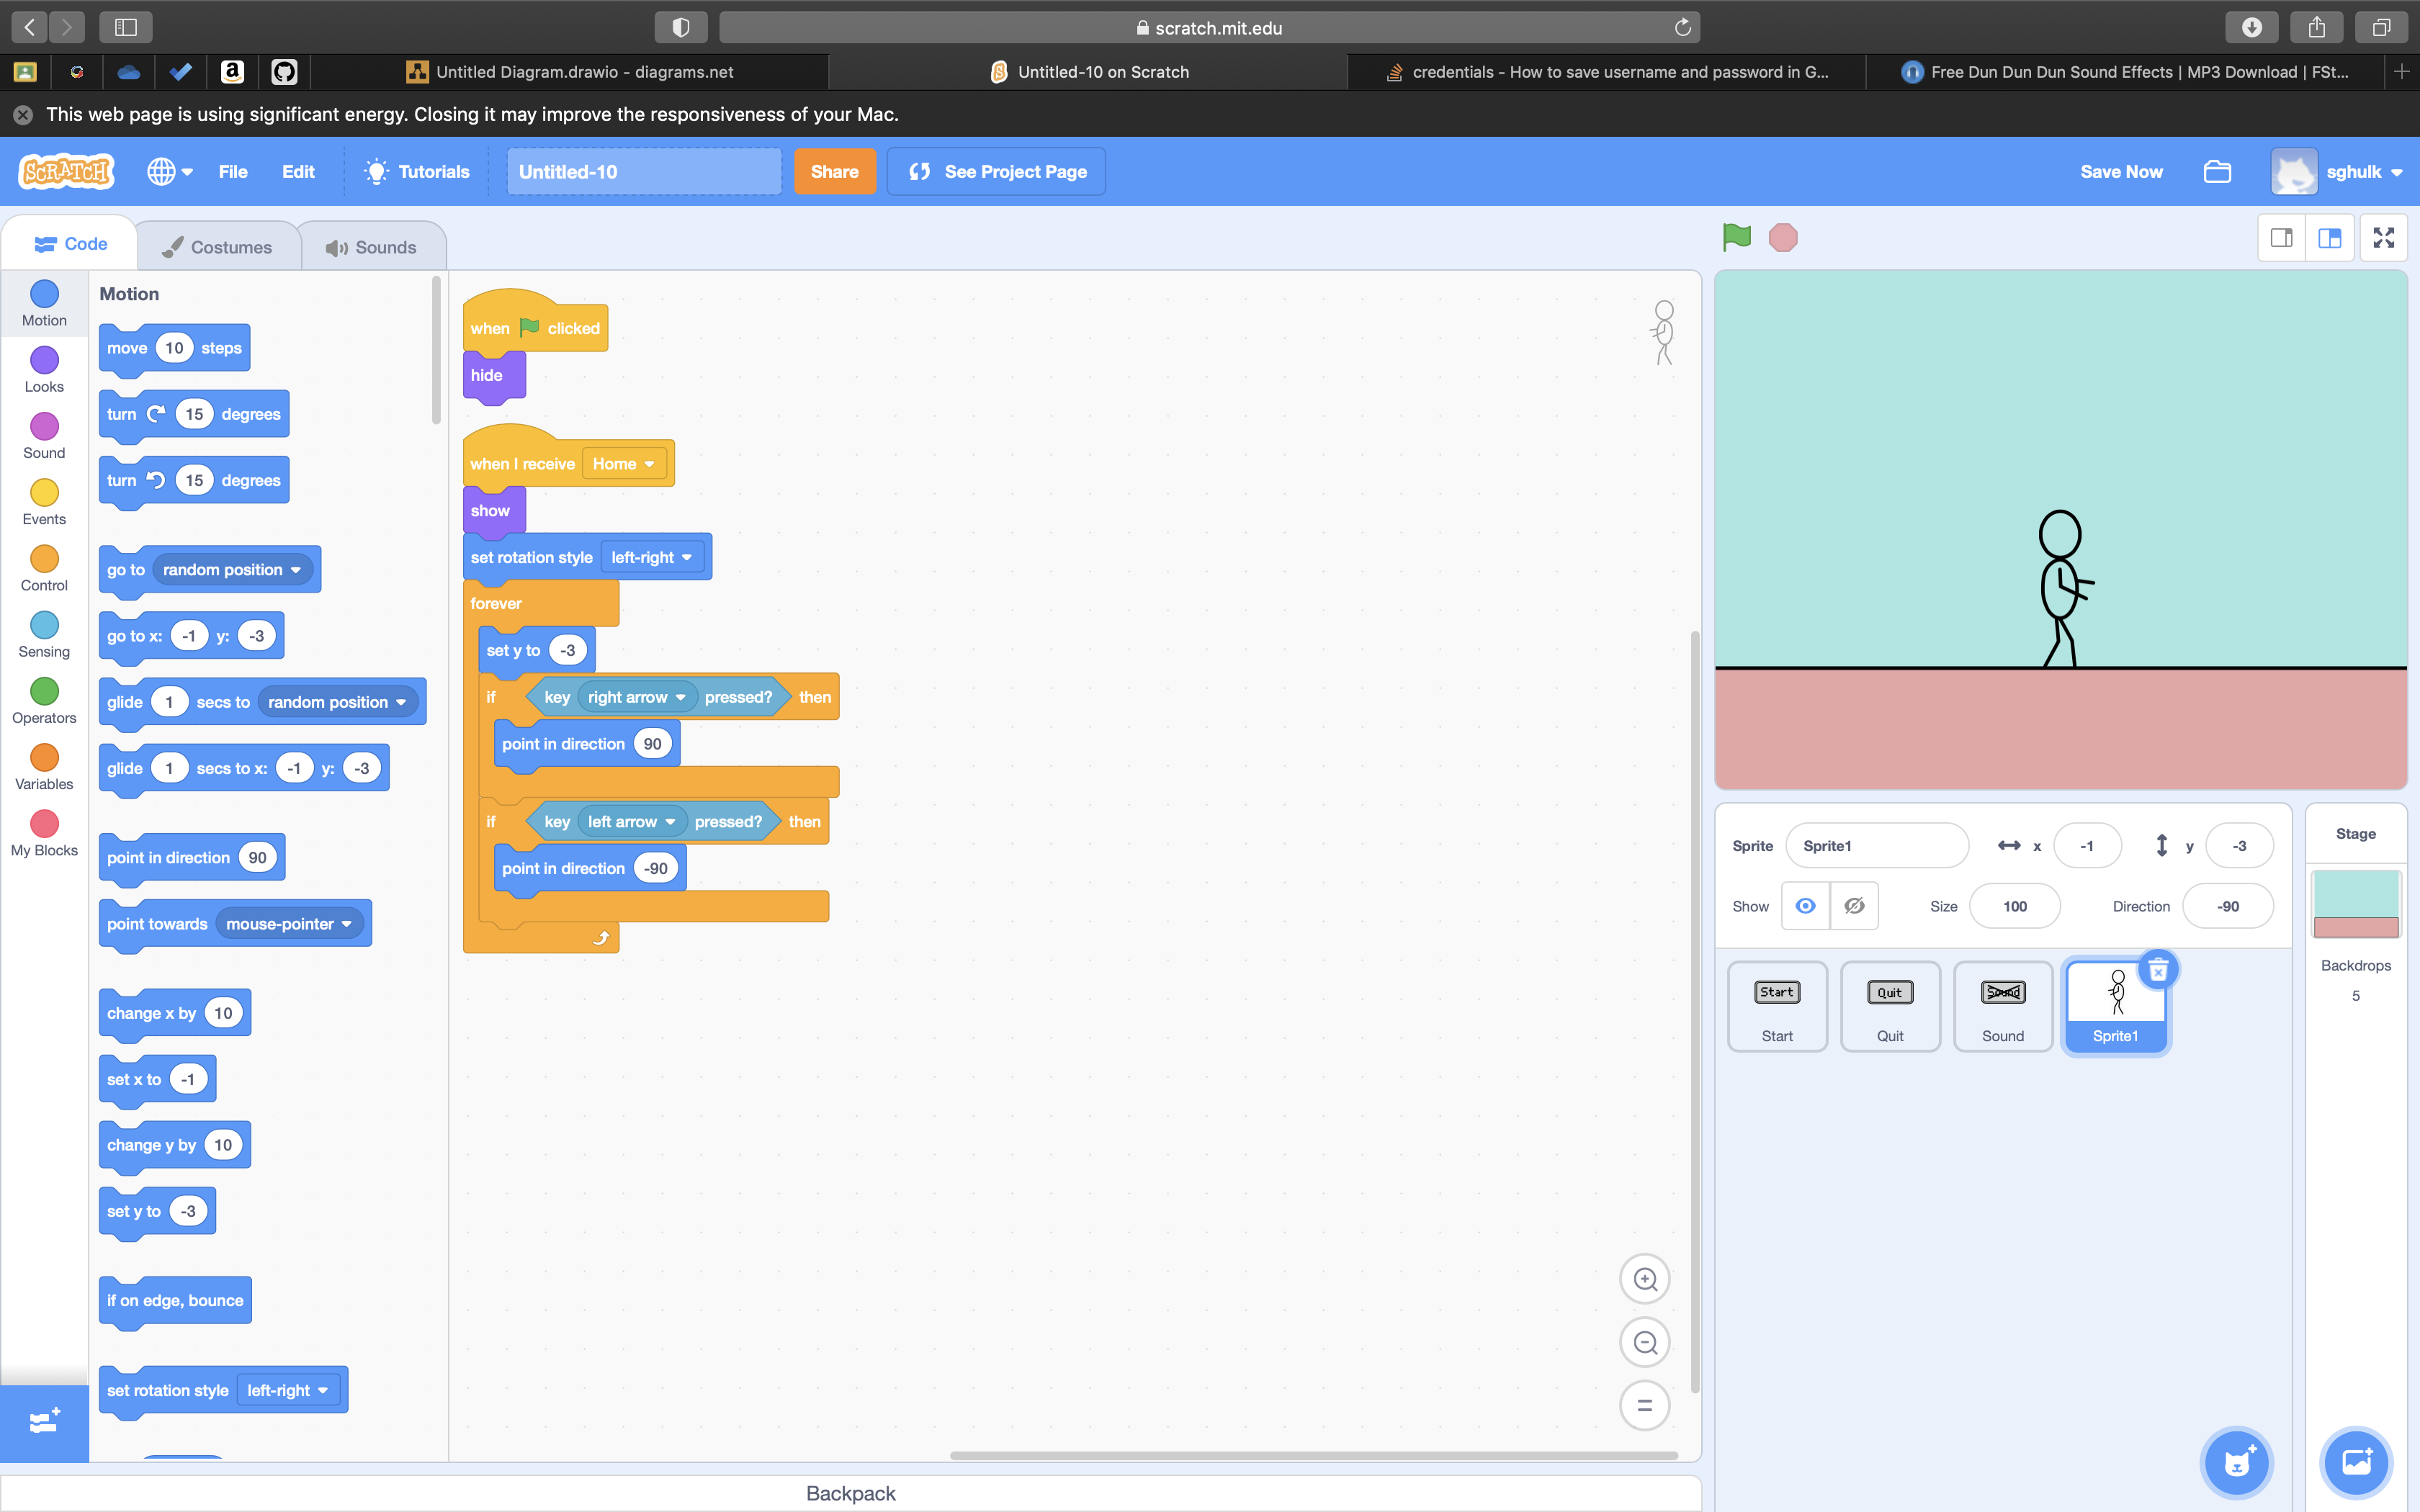 scratch.mit.edu
Untitled Diagram.drawio - diagrams.net
Untitled-10 on Scratch
credentials - How to save username and password in G...
Free Dun Dun Dun Sound Effects | MP3 Download | FSt...
This web page is using significant energy. Closing it may improve the responsiveness of your Mac.
SCRATCH
File
Edit
Tutorials
Untitled-10
Share
See Project Page
Save Now
sghulk
Code
Costumes
Sounds
Motion
Looks
Sound
Events
Control
Sensing
Operators
Variables
My Blocks
Motion
move 10 steps
turn 15 degrees
turn 15 degrees
go to random position
go to x: -1 y: -3
glide 1 secs to random position
glide 1 secs to x: -1 y: -3
point in direction 90
point towards mouse-pointer
change x by 10
set x to -1
change y by 10
set y to -3
if on edge, bounce
set rotation style left-right
when clicked
hide
when I receive Home
show
set rotation style left-right
forever
set y to -3
if key right arrow pressed? then
point in direction 90
if key left arrow pressed? then
point in direction -90
Backpack
Sprite Sprite1 x -1 y -3
Show Size 100 Direction -90
Start
Start
Quit
Quit
Sound
Sound
Sprite1
Stage
Backdrops
5